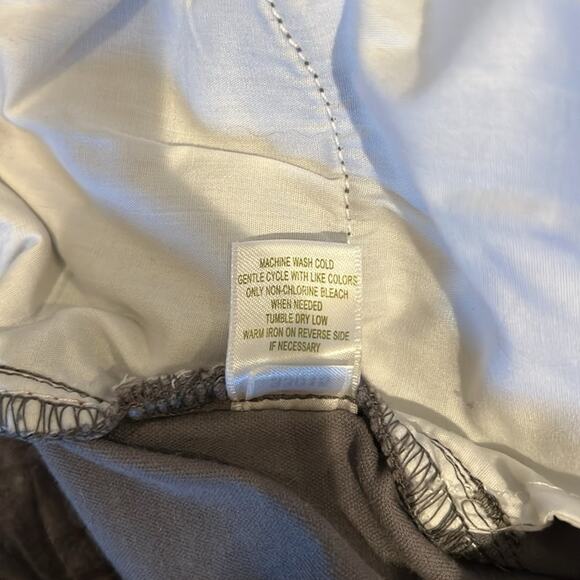 MACHINE WASH COLD
GENTLE CYCLE WITH LIKE COLORS
ONLY NON-CHLORINE BLEACH
WHEN NEEDED
TUMBLE DRY LOW
WARM IRON ON REVERSE SIDE
IF NECESSARY